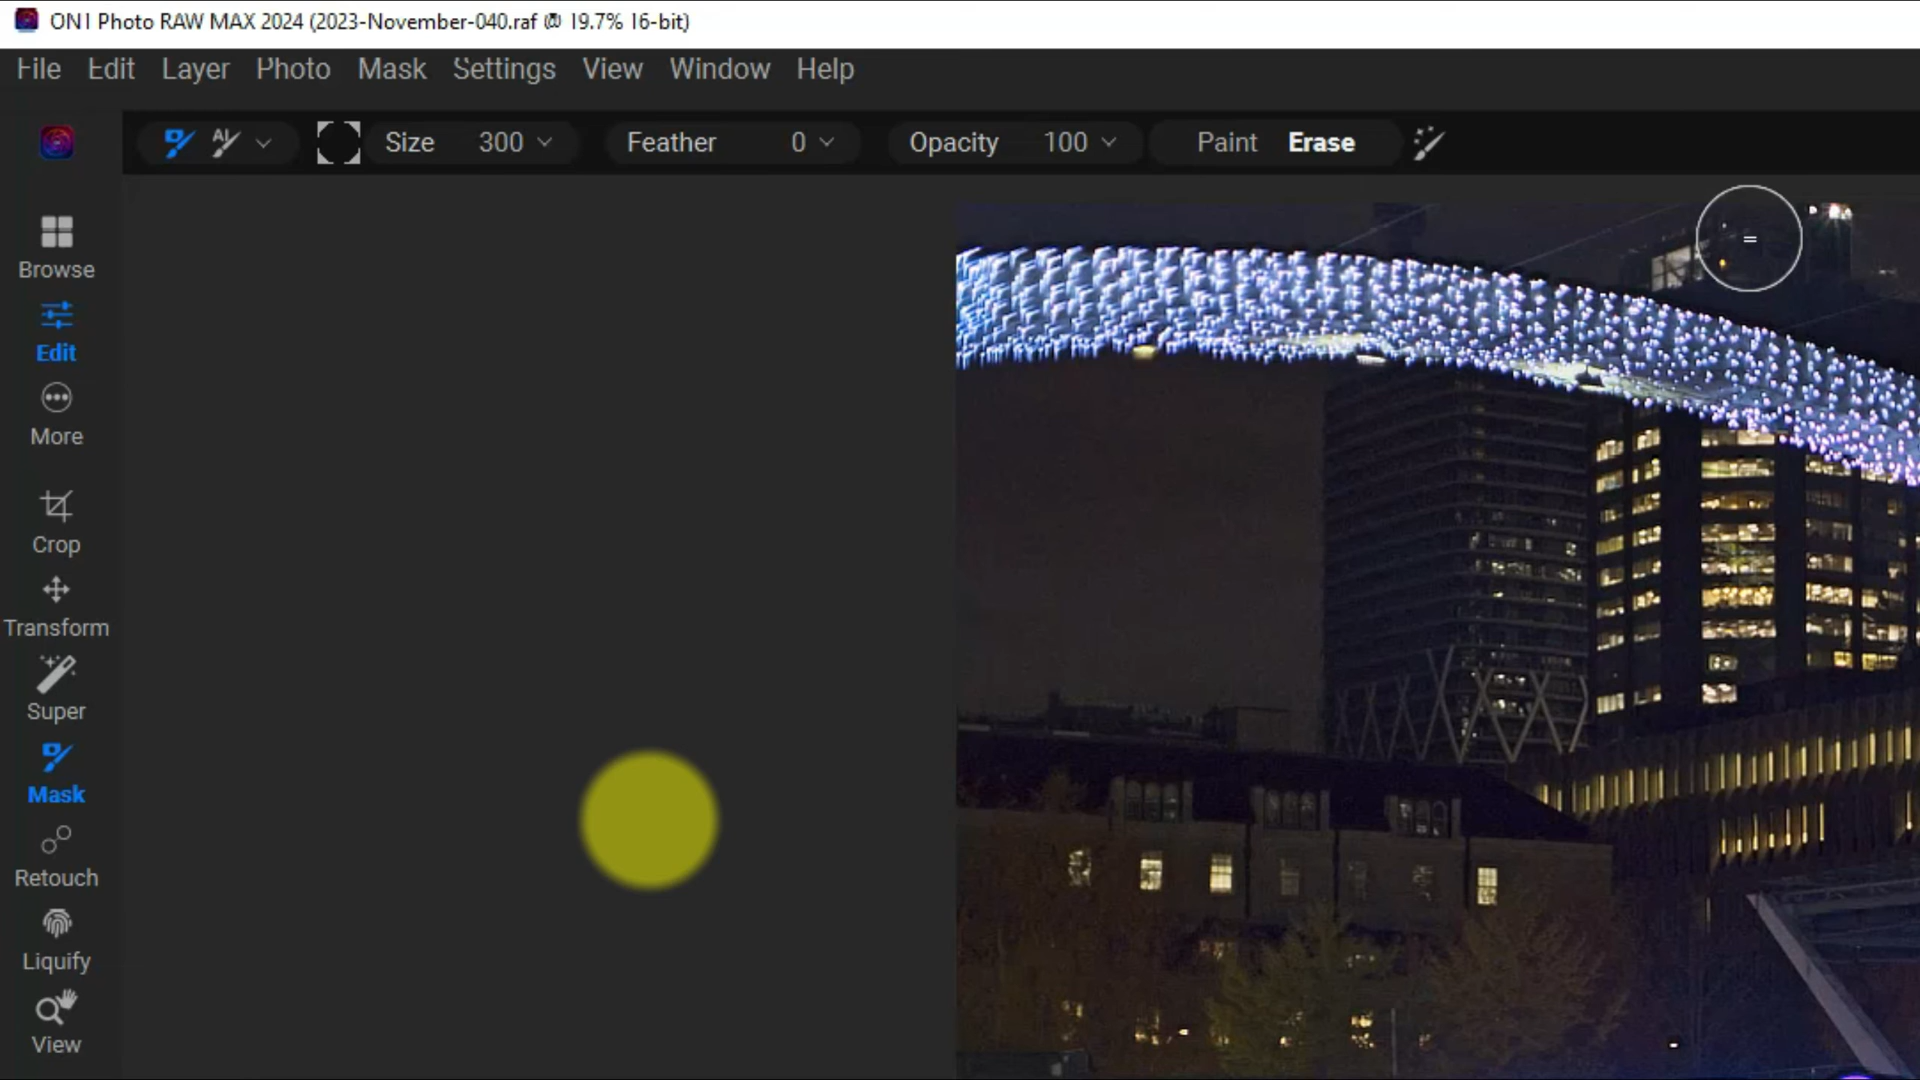 ON1 Photo RAW MAX 2024 (2023-November-040.raf @ 19.7% 16-bit)
File Edit Layer Photo Mask Settings View Window Help
AI Size 300 Feather 0 Opacity 100 Paint Erase
Browse
Edit
More
Crop
Transform
Super
Mask
Retouch
Liquify
View